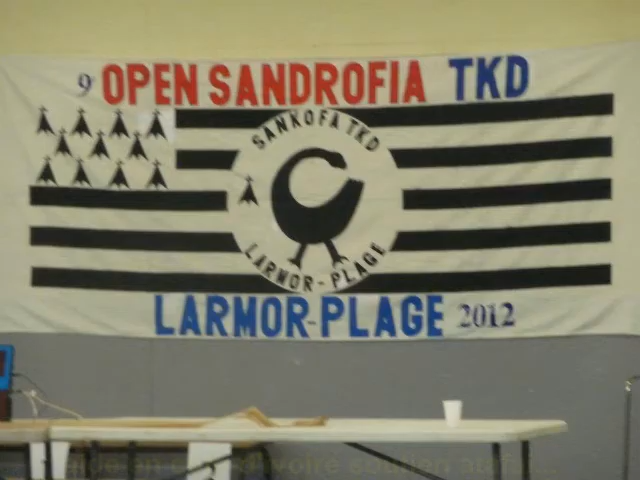 9 OPEN SANDROFIA TKD
SANKOFA TKD
LARMOR-PLAGE
LARMOR-PLAGE 2012